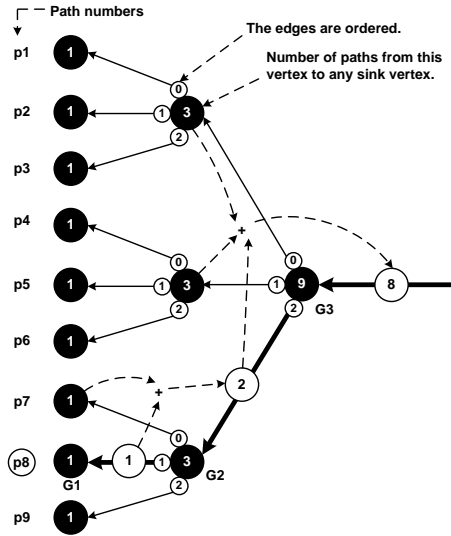 Path numbers
The edges are ordered.
p1 1
0
Number of paths from this
vertex to any sink vertex.
p2 1 1 3
2
p3 1
p4 1
+
0 0
p5 1 1 3 1 9 8
2 2 G3
p6 1
2
p7 1 +
0
p8 1 1 1 3
G1 2 G2
p9 1